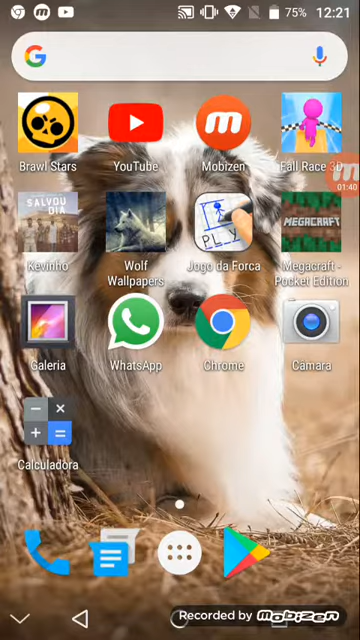 75% 12:21
G
Brawl Stars
YouTube
Mobizen
Fall Race 3D
01:40
SALVOU
DIA
PLY
MEGACRAFT
Kevinho
Wolf
Wallpapers
Jogo da Forca
Megacraft -
Pocket Edition
Galeria
WhatsApp
Chrome
Câmara
Calculadora
Recorded by mobizen